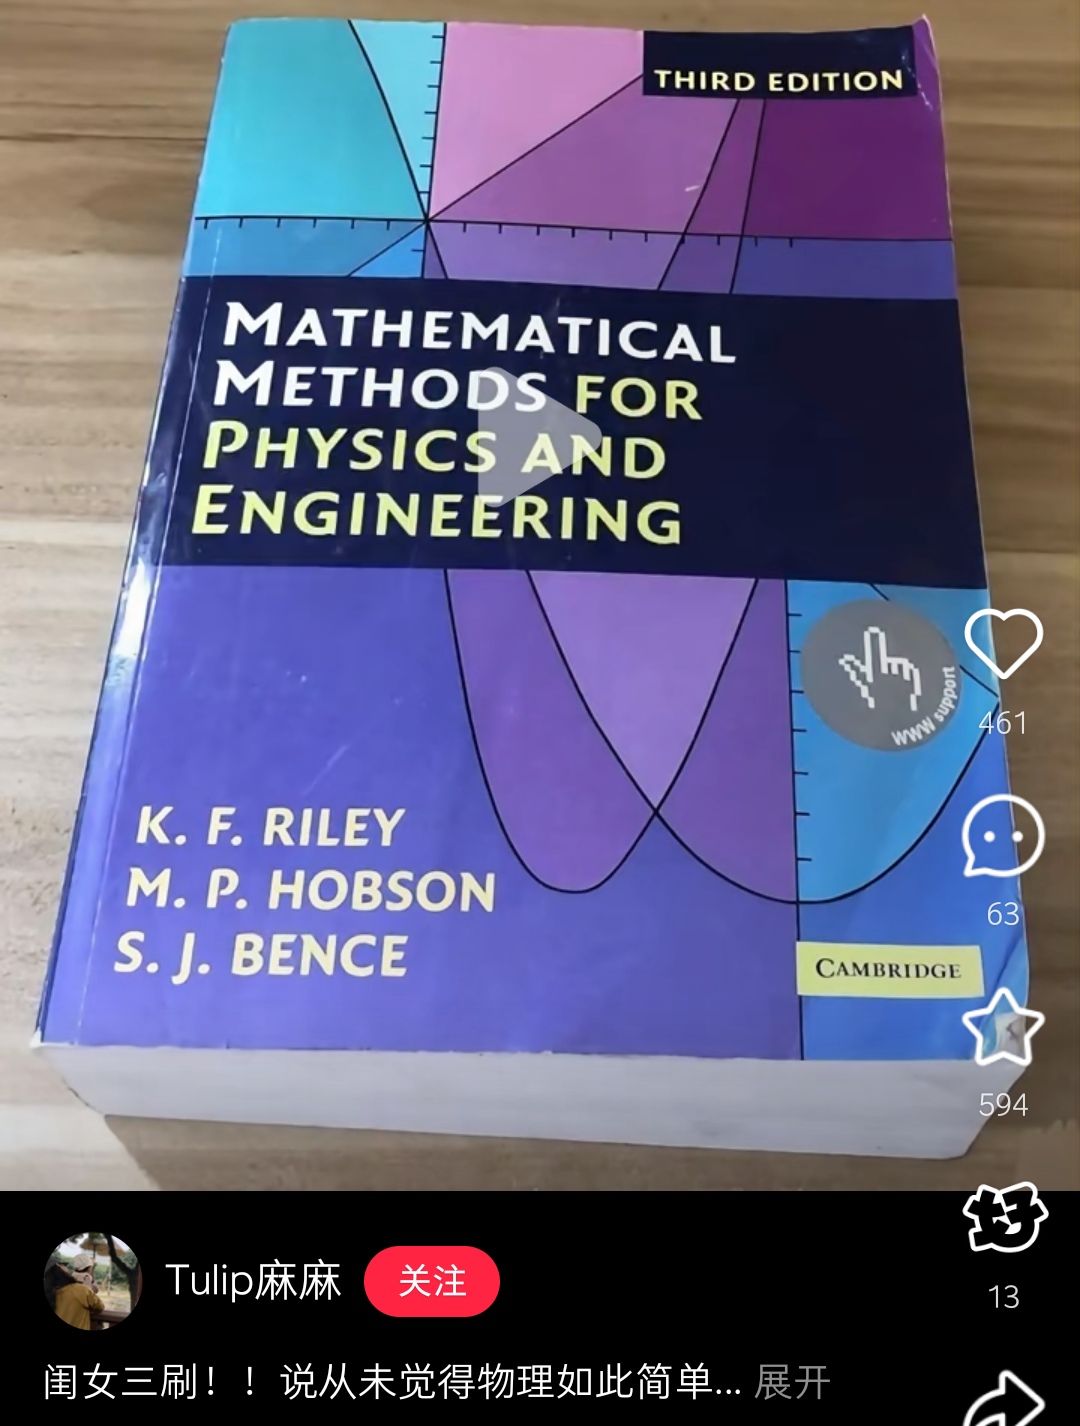 THIRD EDITION
MATHEMATICAL
METHODS FOR
PHYSICS AND
ENGINEERING
www support
461
K. F. RILEY
M. P. HOBSON
S. J. BENCE
63
CAMBRIDGE
594
好
13
Tulip麻麻 关注
闺女三刷！！说从未觉得物理如此简单... 展开